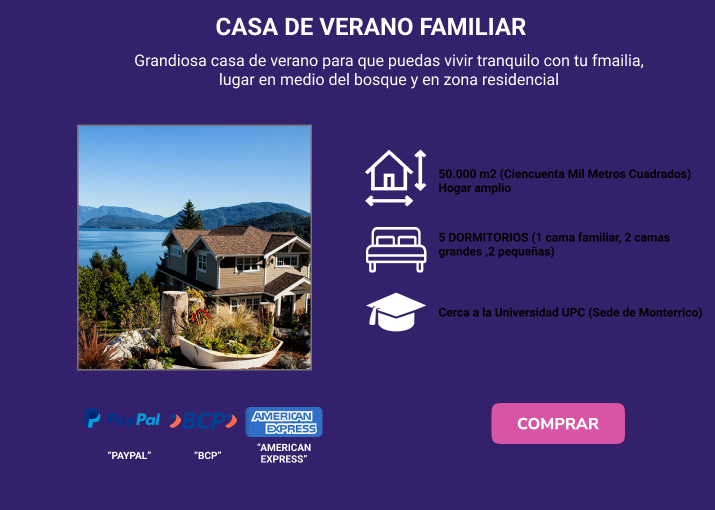 CASA DE VERANO FAMILIAR
Grandiosa casa de verano para que puedas vivir tranquilo con tu fmailia,
lugar en medio del bosque y en zona residencial
50.000 m2 (Ciencuenta Mil Metros Cuadrados)
Hogar amplio
5 DORMITORIOS (1 cama familiar, 2 camas
grandes ,2 pequeñas)
Cerca a la Universidad UPC (Sede de Monterrico)
PayPal
BCP
AMERICAN
EXPRESS
“PAYPAL”
“BCP”
“AMERICAN
EXPRESS”
COMPRAR